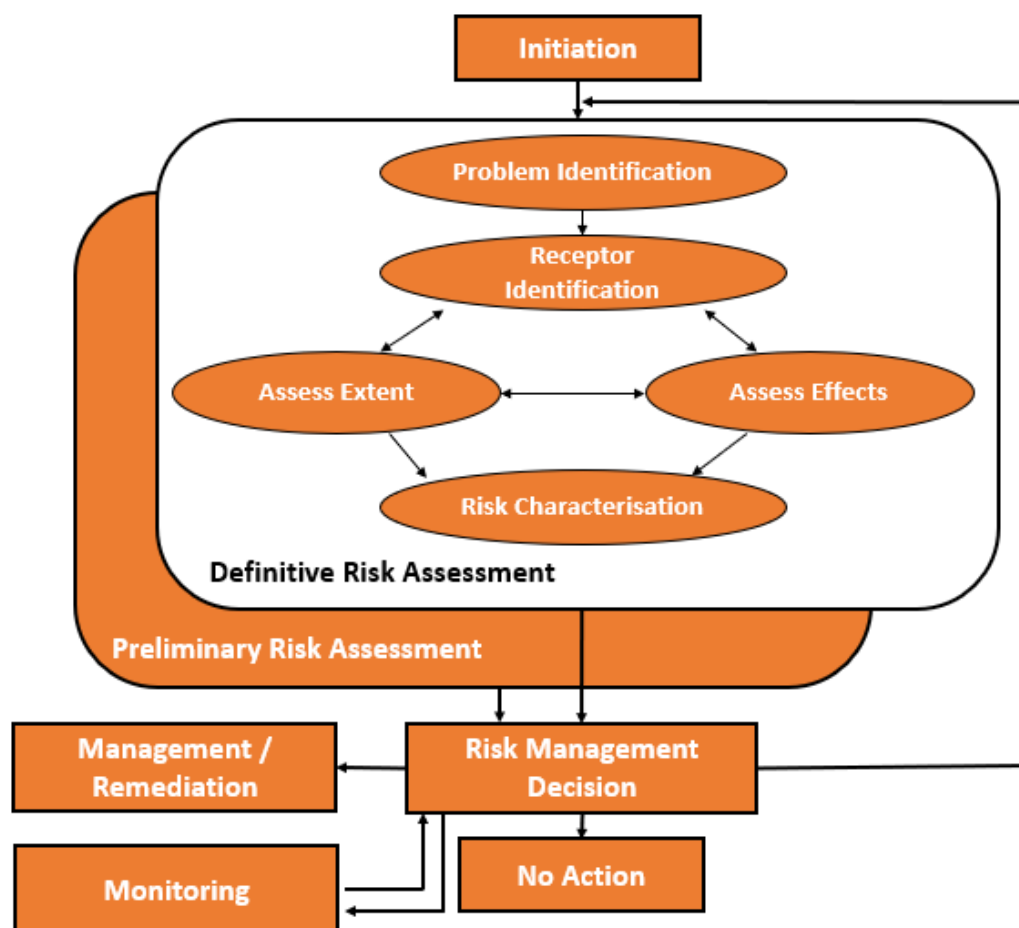 Initiation
Problem Identification
Receptor
Identification
Assess Extent
Assess Effects
Risk Characterisation
Definitive Risk Assessment
Preliminary Risk Assessment
Management /
Remediation
Risk Management
Decision
Monitoring
No Action